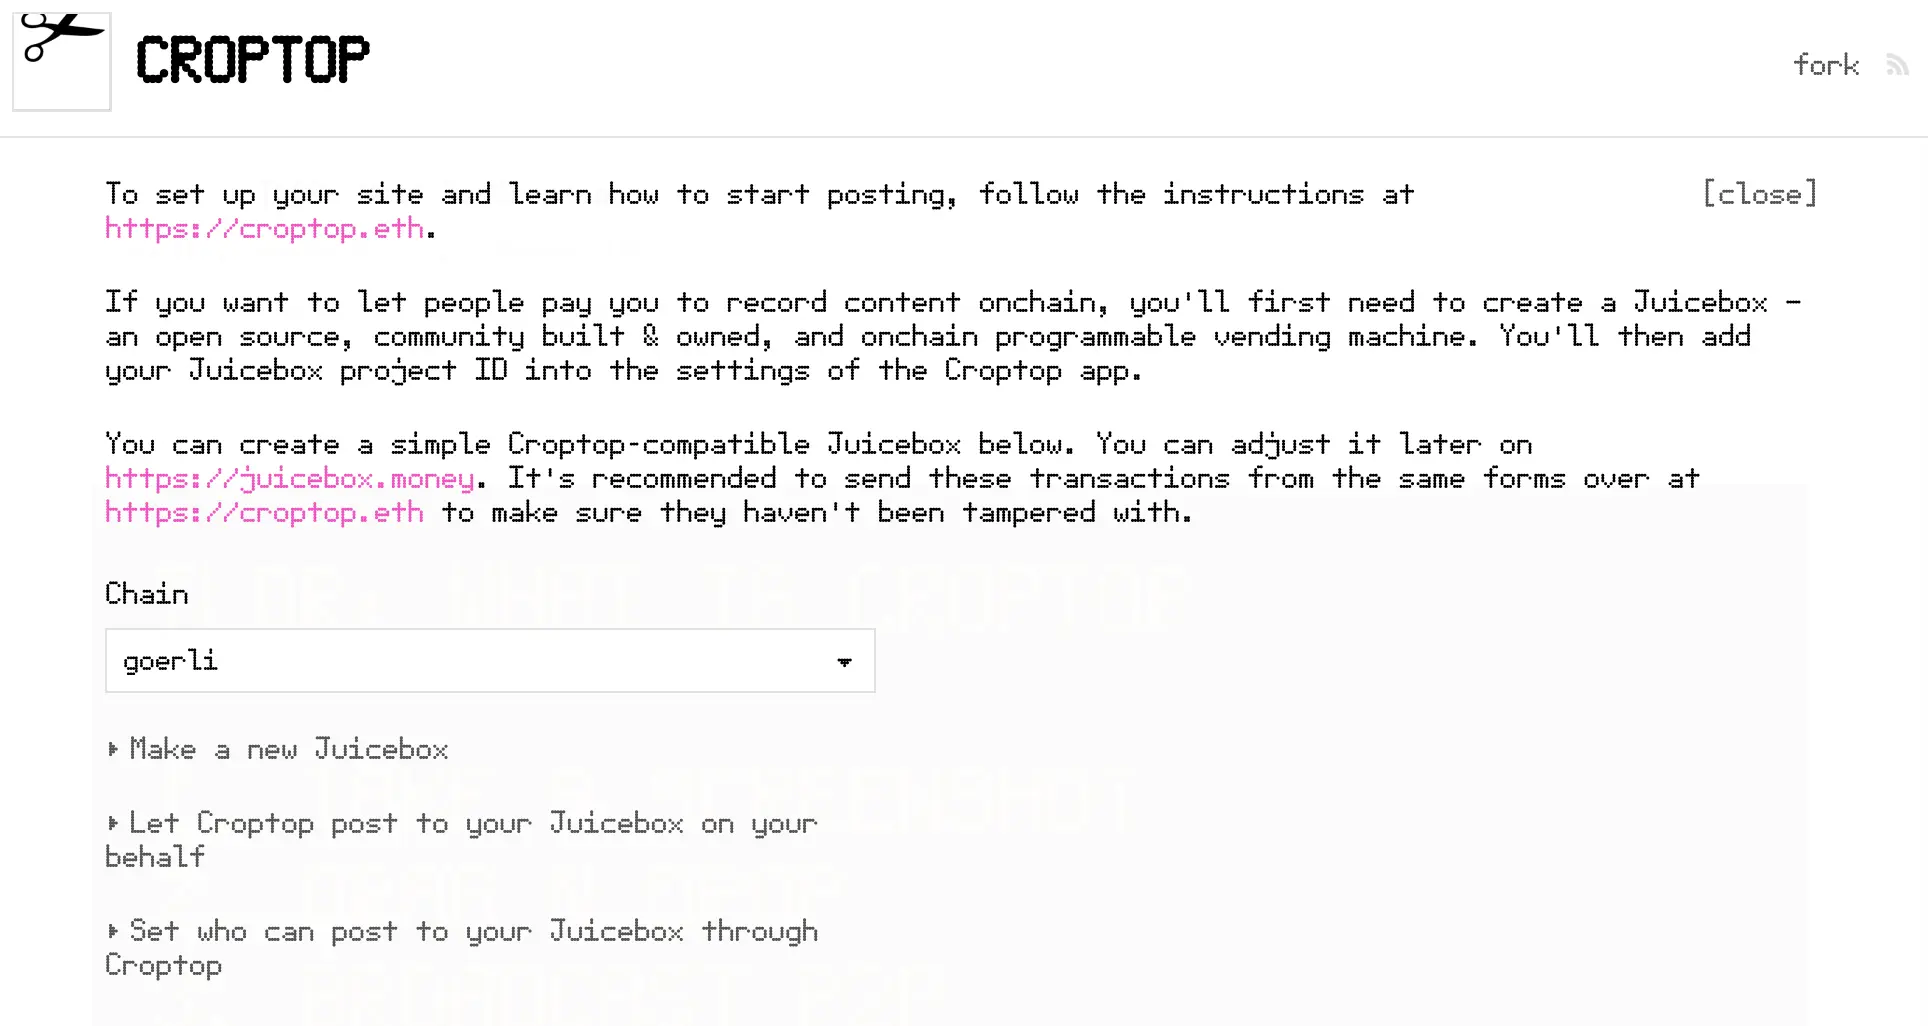 CROPTOP
fork
To set up your site and learn how to start posting, follow the instructions at
[close]
https://croptop.eth.
If you want to let people pay you to record content onchain, you'll first need to create a Juicebox –
an open source, community built & owned, and onchain programmable vending machine. You'll then add
your Juicebox project ID into the settings of the Croptop app.
You can create a simple Croptop-compatible Juicebox below. You can adjust it later on
https://juicebox.money. It's recommended to send these transactions from the same forms over at
https://croptop.eth to make sure they haven't been tampered with.
Chain
goerli
Make a new Juicebox
Let Croptop post to your Juicebox on your
behalf
Set who can post to your Juicebox through
Croptop